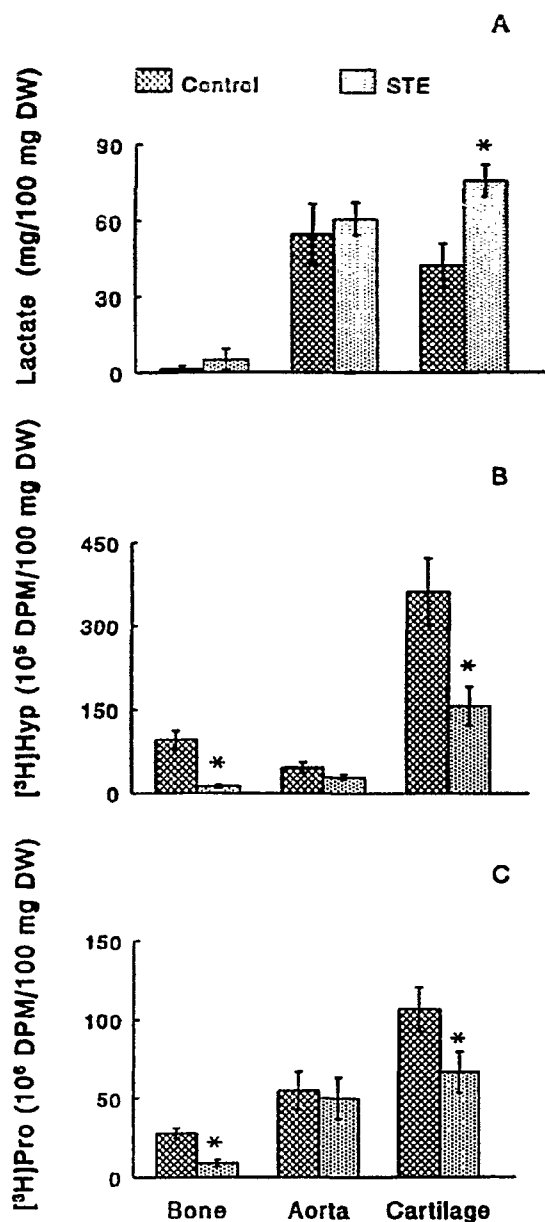 A
Control
STE
Lactate (mg/100 mg DW)
90
60
30
0
*
B
[³H]Hyp (10⁵ DPM/100 mg DW)
450
300
150
0
*
*
C
[³H]Pro (10⁶ DPM/100 mg DW)
150
100
50
0
*
*
Bone
Aorta
Cartilage